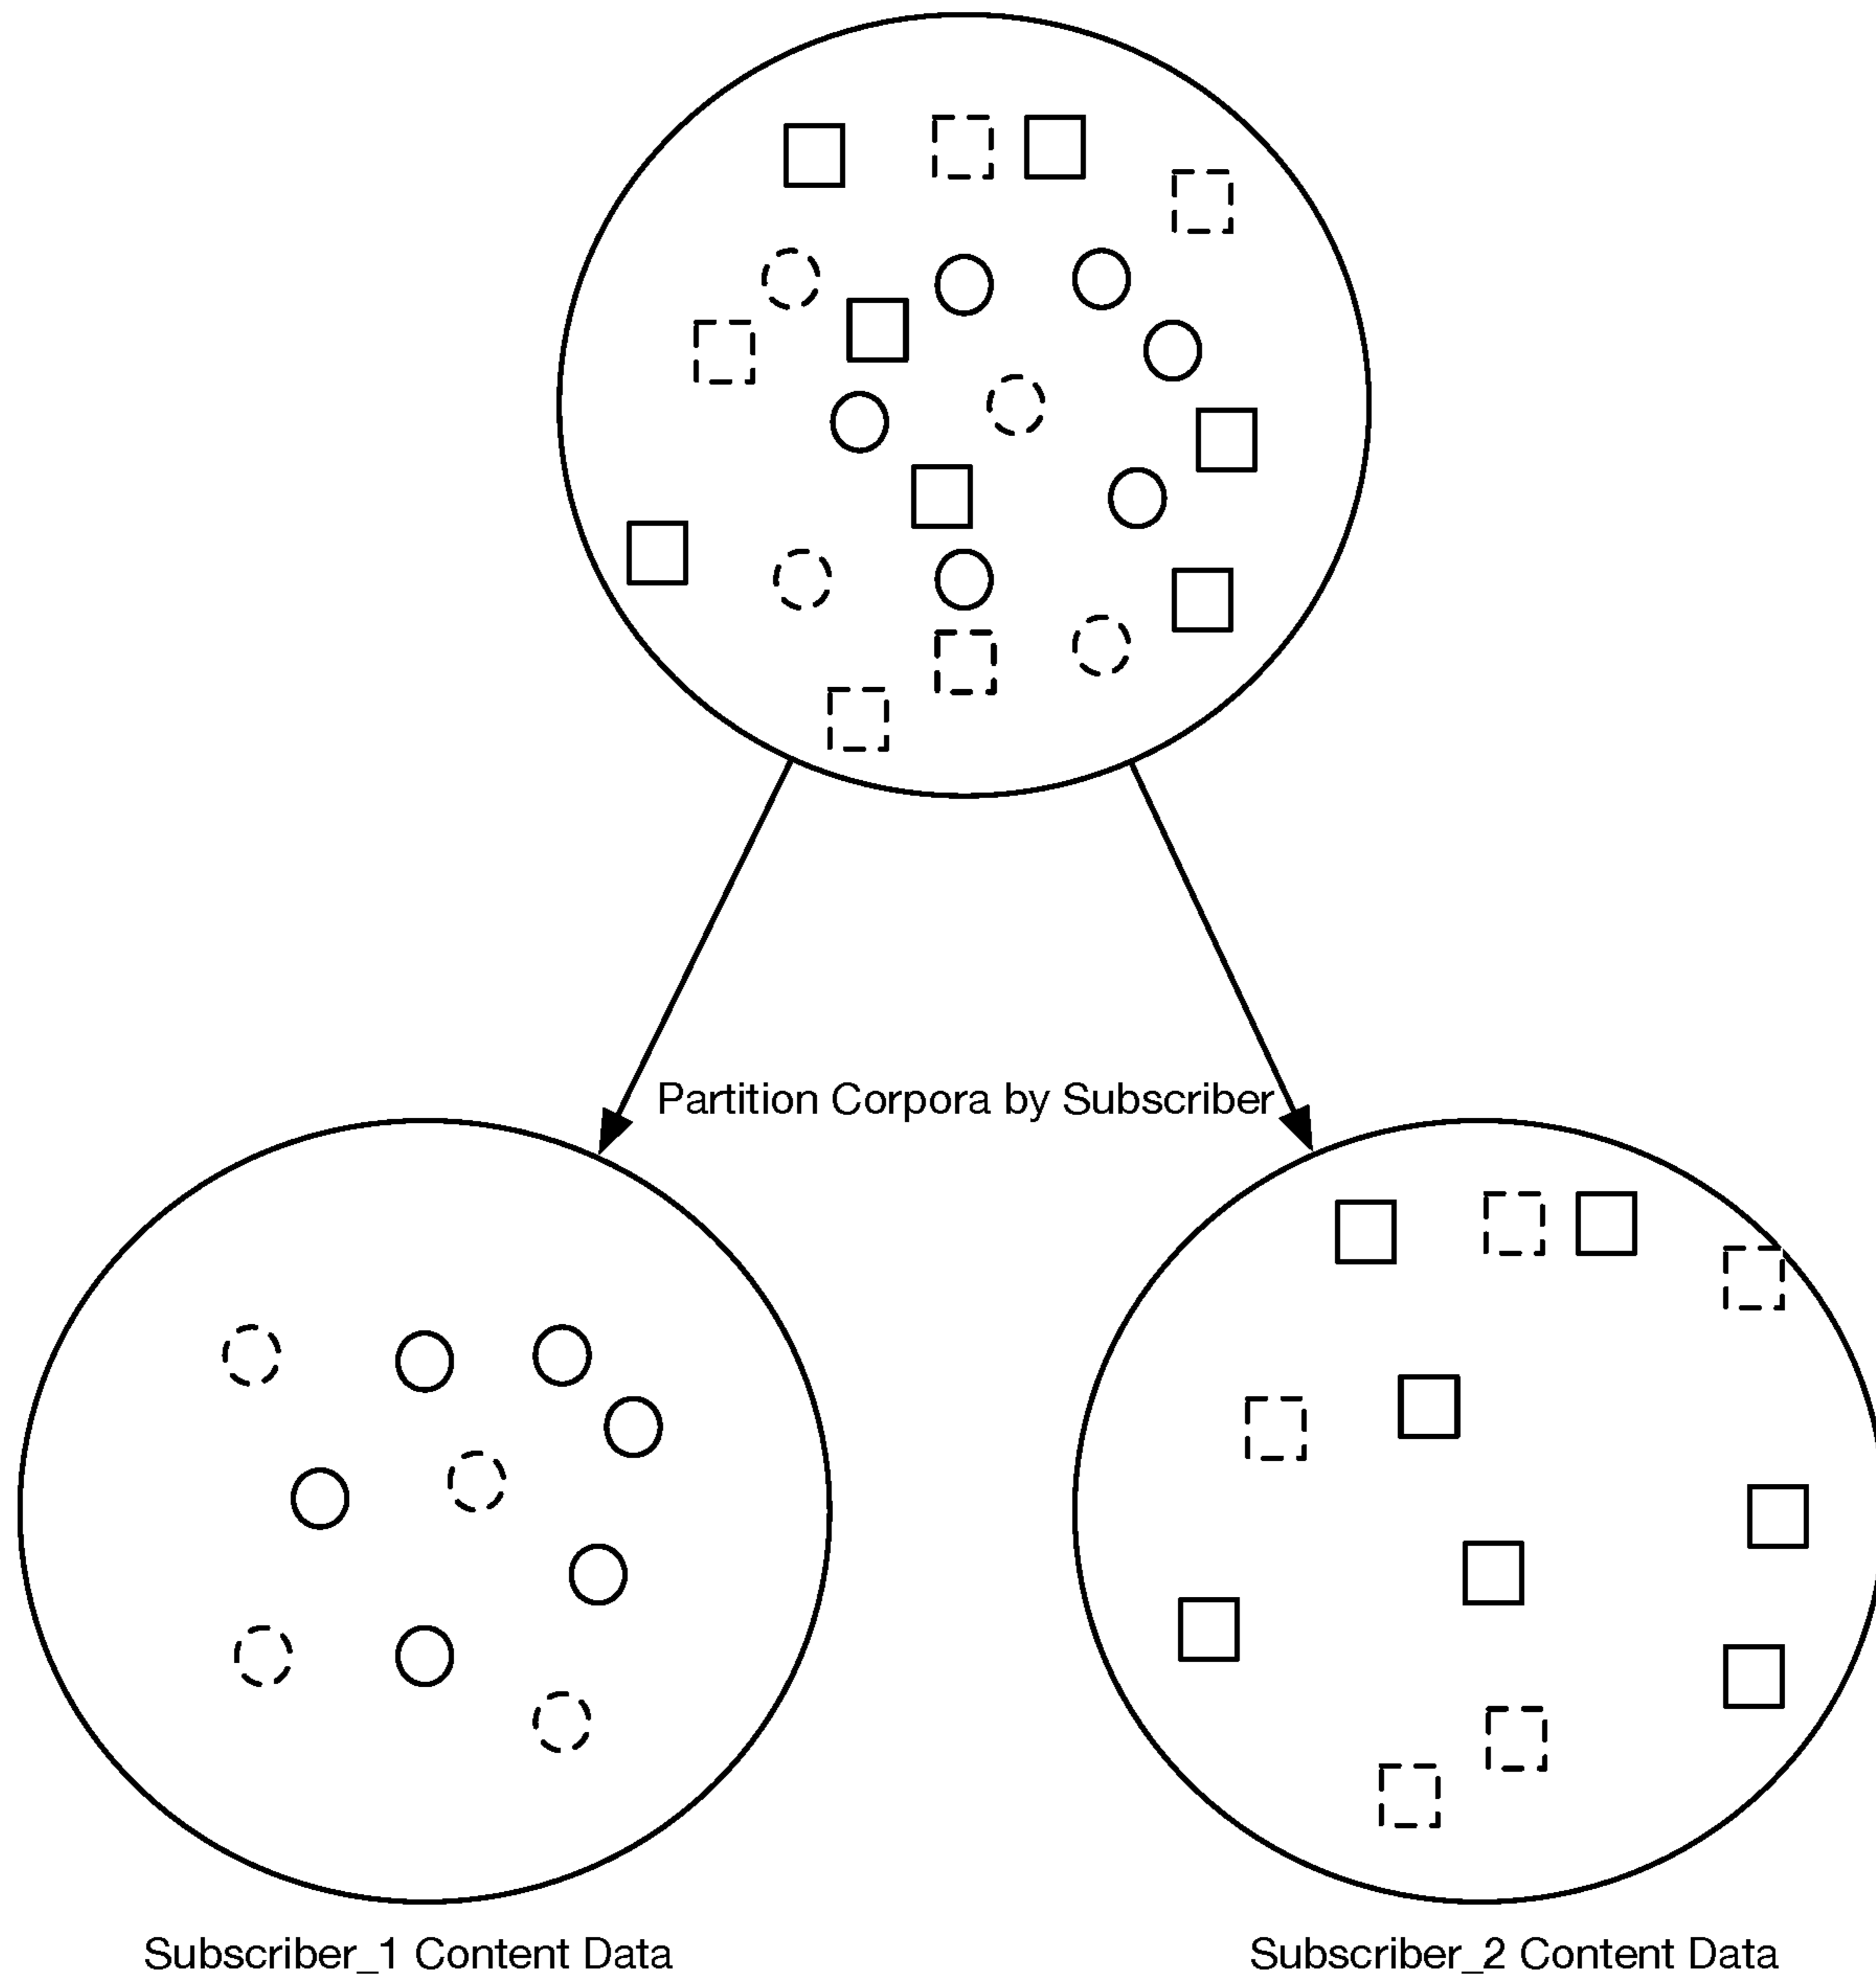 Partition Corpora by Subscriber
Subscriber_1 Content Data
Subscriber_2 Content Data